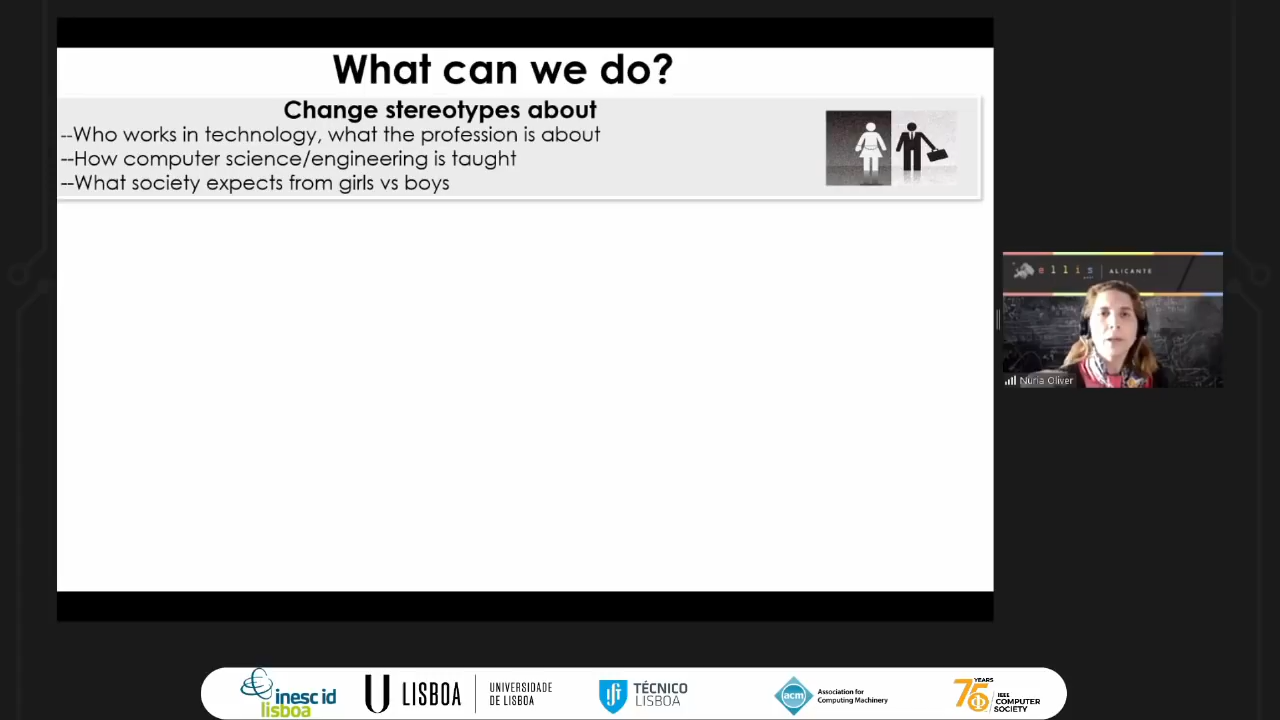 What can we do?
Change stereotypes about
--Who works in technology, what the profession is about
--How computer science/engineering is taught
--What society expects from girls vs boys
ellis
ALICANTE
Nuria Oliver
inesc id
lisboa
LISBOA
UNIVERSIDADE
DE LISBOA
TÉCNICO
LISBOA
acm
Association for
Computing Machinery
75
YEARS
IEEE
COMPUTER
SOCIETY